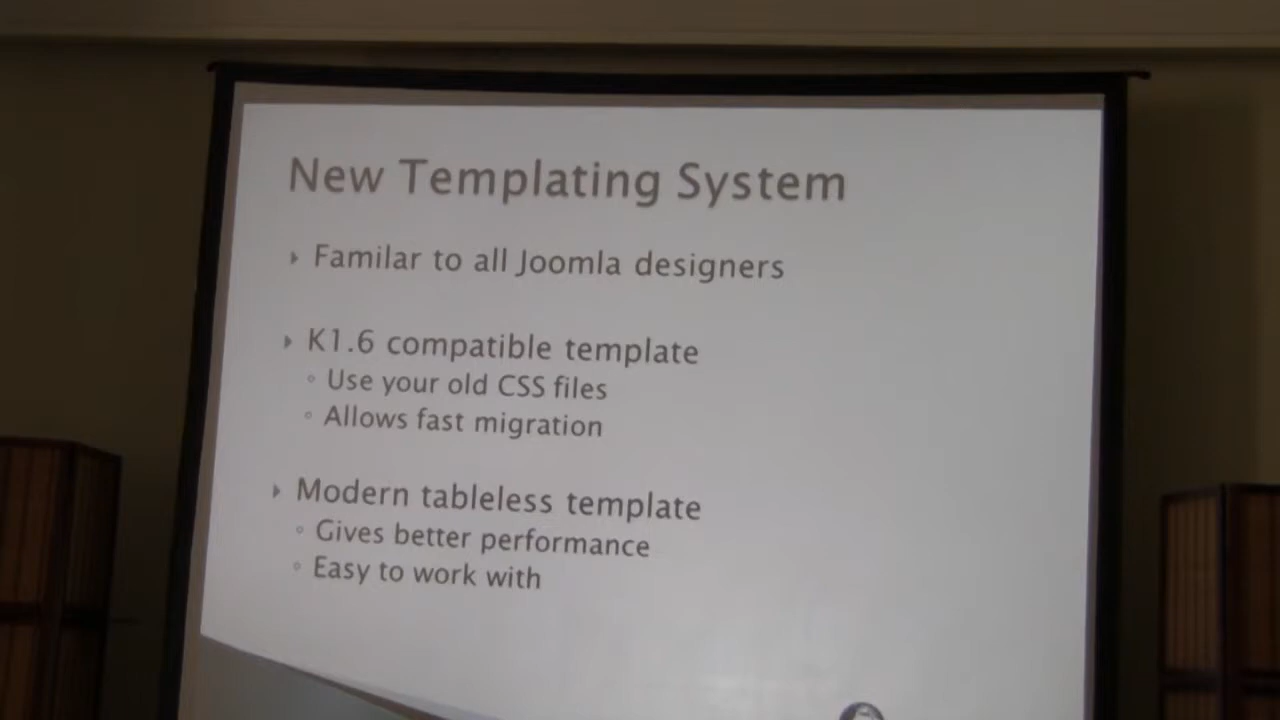 New Templating System
Familar to all Joomla designers
K1.6 compatible template
Use your old CSS files
Allows fast migration
Modern tableless template
Gives better performance
Easy to work with